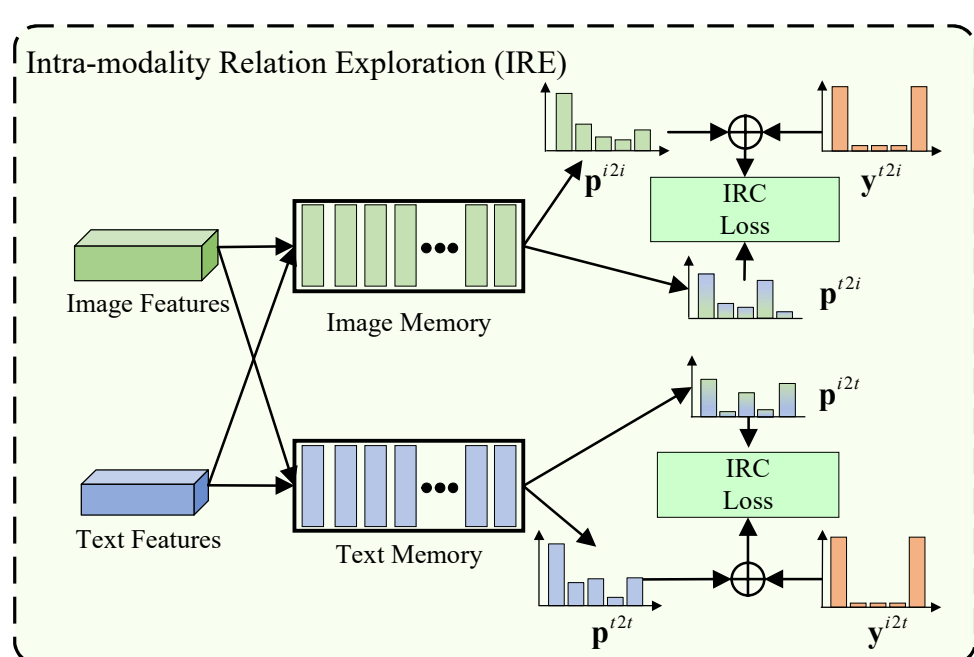 Intra-modality Relation Exploration (IRE)
p^{i2i}
y^{t2i}
IRC
Loss
Image Features
Image Memory
p^{t2i}
p^{i2t}
IRC
Loss
Text Features
Text Memory
p^{t2t}
y^{i2t}